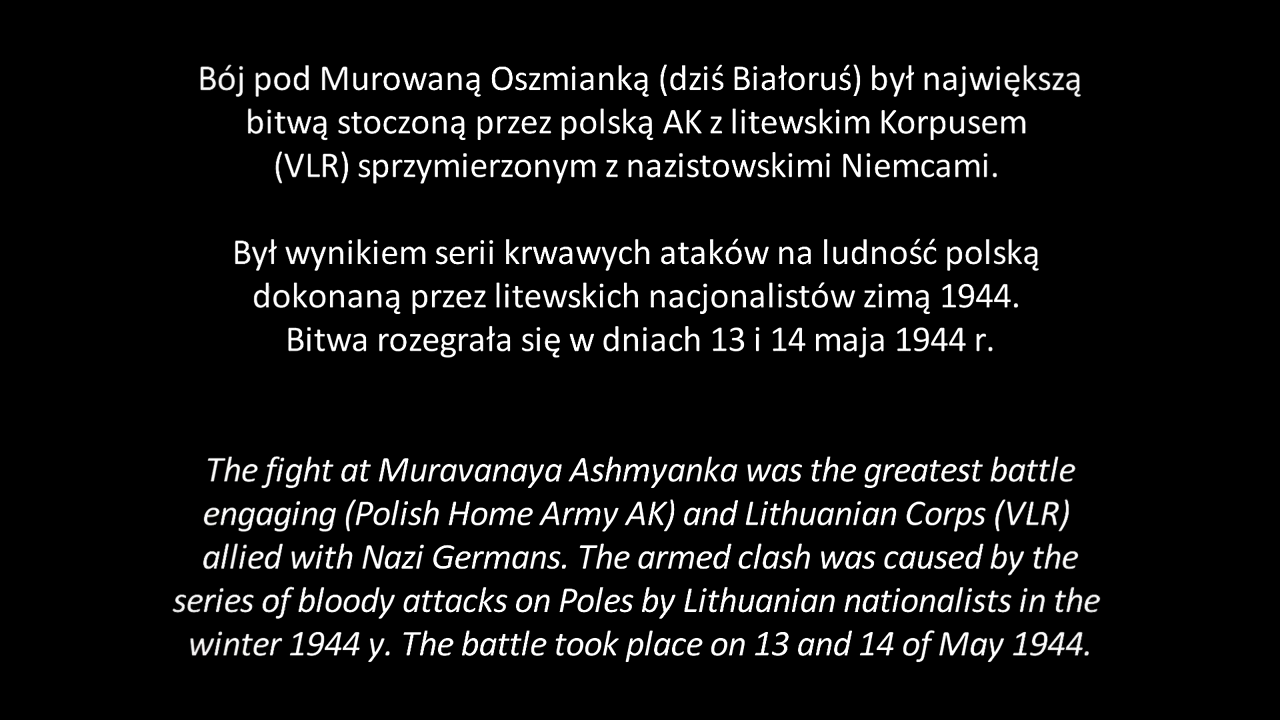 Bój pod Murowaną Oszmianką (dziś Białoruś) był największą
bitwą stoczoną przez polską AK z litewskim Korpusem
(VLR) sprzymierzonym z nazistowskimi Niemcami.
Był wynikiem serii krwawych ataków na ludność polską
dokonaną przez litewskich nacjonalistów zimą 1944.
Bitwa rozegrała się w dniach 13 i 14 maja 1944 r.
The fight at Muravanaya Ashmyanka was the greatest battle
engaging (Polish Home Army AK) and Lithuanian Corps (VLR)
allied with Nazi Germans. The armed clash was caused by the
series of bloody attacks on Poles by Lithuanian nationalists in the
winter 1944 y. The battle took place on 13 and 14 of May 1944.